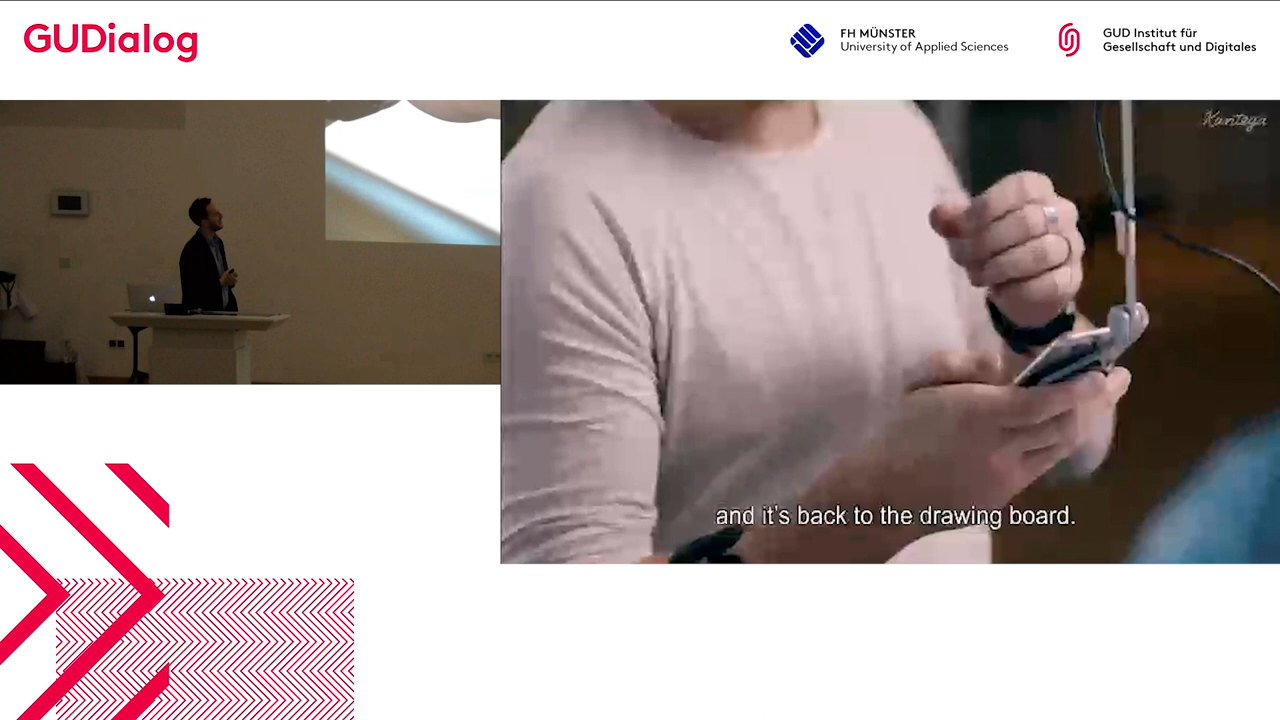 GUDialog
FH MÜNSTER
University of Applied Sciences
GUD Institut für
Gesellschaft und Digitales
Kantega
and it's back to the drawing board.